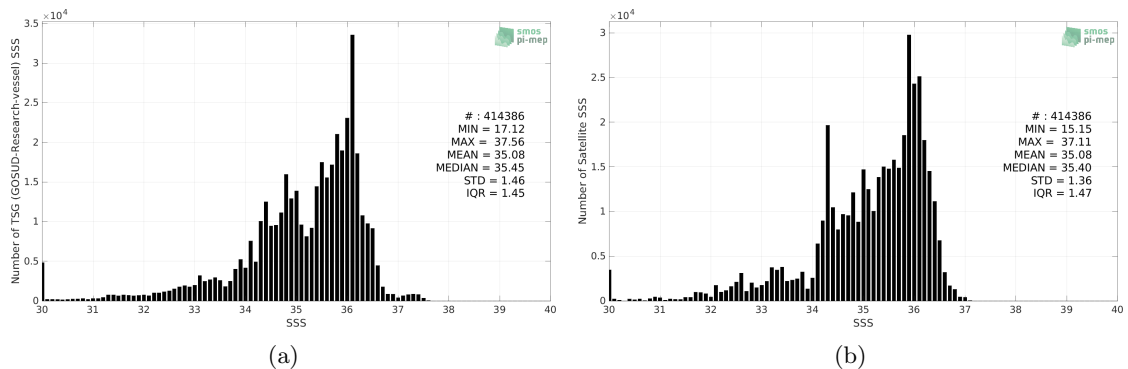 ×10⁴
3.5
3
2.5
2
1.5
1
0.5
0
30 31 32 33 34 35 36 37 38 39 40
SSS
Number of TSG (GOSUD-Research-vessel) SSS
smos
pi-mep
# : 414386
MIN = 17.12
MAX = 37.56
MEAN = 35.08
MEDIAN = 35.45
STD = 1.46
IQR = 1.45
(a)
×10⁴
3
2.5
2
1.5
1
0.5
0
30 31 32 33 34 35 36 37 38 39 40
SSS
Number of Satellite SSS
smos
pi-mep
# : 414386
MIN = 15.15
MAX = 37.11
MEAN = 35.08
MEDIAN = 35.40
STD = 1.36
IQR = 1.47
(b)